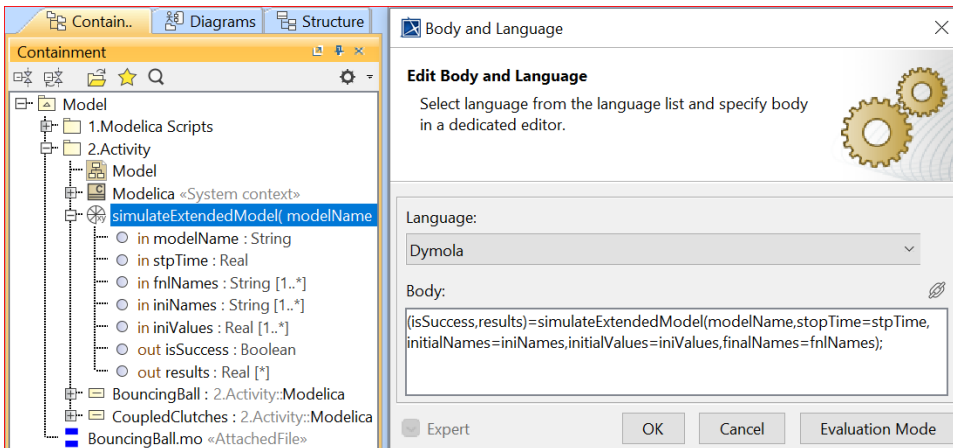 Contain..
Diagrams
Structure
Containment
Model
1.Modelica Scripts
2.Activity
Model
Modelica «System context»
simulateExtendedModel( modelName
in modelName : String
in stpTime : Real
in fnlNames : String [1..*]
in iniNames : String [1..*]
in iniValues : Real [1..*]
out isSuccess : Boolean
out results : Real [*]
BouncingBall : 2.Activity::Modelica
CoupledClutches : 2.Activity::Modelica
BouncingBall.mo «AttachedFile»
Body and Language
Edit Body and Language
Select language from the language list and specify body
in a dedicated editor.
Language:
Dymola
Body:
(isSuccess,results)=simulateExtendedModel(modelName,stopTime=stpTime,
initialNames=iniNames,initialValues=iniValues,finalNames=fnlNames);
Expert
OK
Cancel
Evaluation Mode